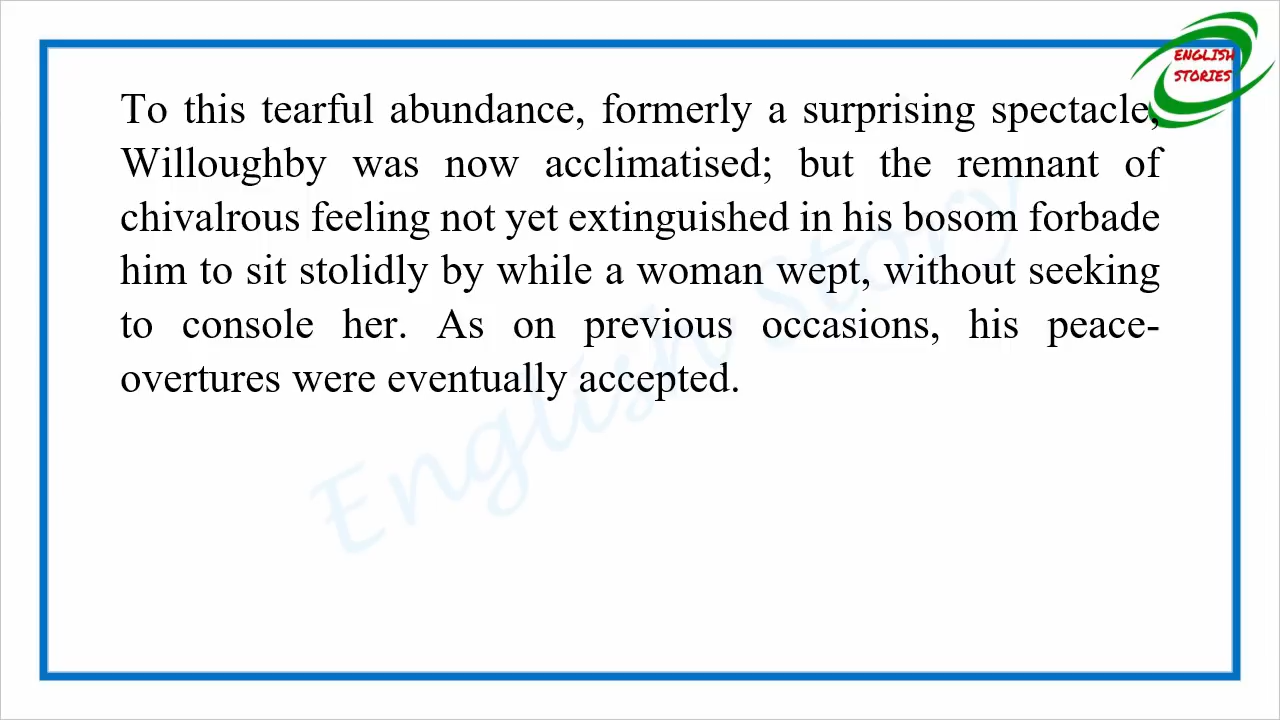 ENGLISH
STORIES
To this tearful abundance, formerly a surprising spectacle,
Willoughby was now acclimatised; but the remnant of
chivalrous feeling not yet extinguished in his bosom forbade
him to sit stolidly by while a woman wept, without seeking
to console her. As on previous occasions, his peace-
overtures were eventually accepted.
English Story